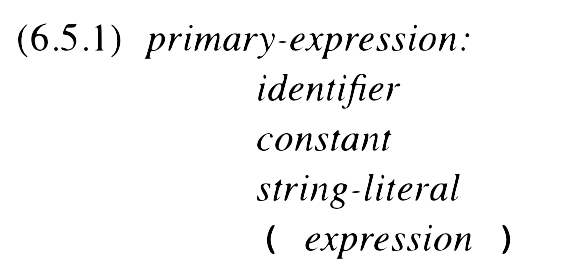 (6.5.1) primary-expression:
identifier
constant
string-literal
( expression )